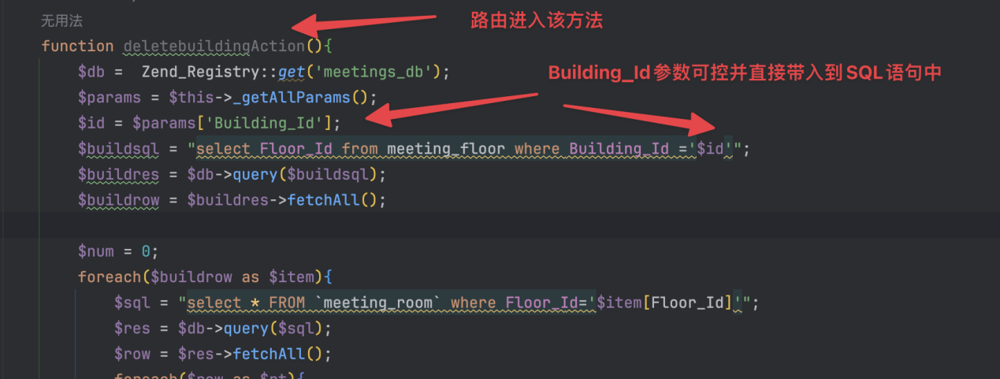 无用法
路由进入该方法
function deletebuildingAction(){
$db =  Zend_Registry::get('meetings_db');
Building_Id参数可控并直接带入到SQL语句中
$params = $this->_getAllParams();
$id = $params['Building_Id'];
$buildsql = "select Floor_Id from meeting_floor where Building_Id ='$id'";
$buildres = $db->query($buildsql);
$buildrow = $buildres->fetchAll();
$num = 0;
foreach($buildrow as $item){
$sql = "select * FROM `meeting_room` where Floor_Id='$item[Floor_Id]'";
$res = $db->query($sql);
$row = $res->fetchAll();
foreach($row as $rt){